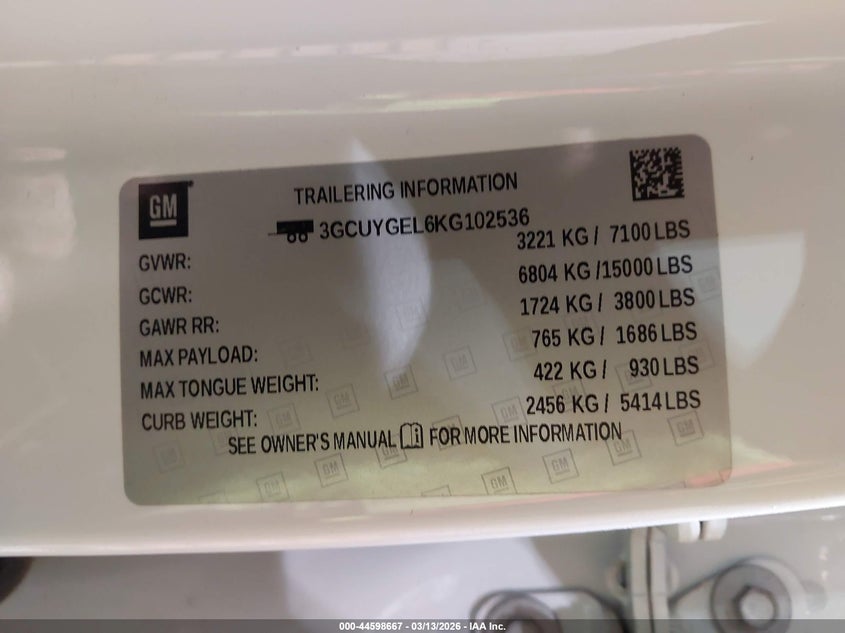 GM
TRAILERING INFORMATION
3GCUYGEL6KG102536
GVWR: 3221 KG / 7100 LBS
GCWR: 6804 KG /15000 LBS
GAWR RR: 1724 KG / 3800 LBS
MAX PAYLOAD: 765 KG / 1686 LBS
MAX TONGUE WEIGHT: 422 KG / 930 LBS
CURB WEIGHT: 2456 KG / 5414 LBS
SEE OWNER'S MANUAL FOR MORE INFORMATION
000-44598667 - 03/13/2026 - IAA Inc.